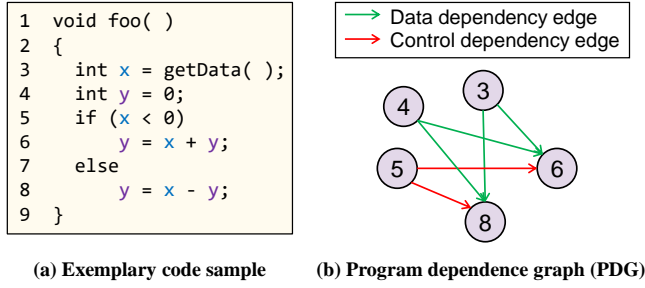 1 void foo( )
2 {
3 int x = getData( );
4 int y = 0;
5 if (x < 0)
6 y = x + y;
7 else
8 y = x - y;
9 }
(a) Exemplary code sample
Data dependency edge
Control dependency edge
3
4
5
6
8
(b) Program dependence graph (PDG)